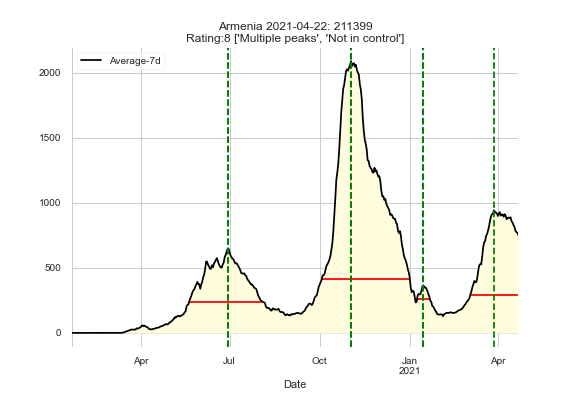 Armenia 2021-04-22: 211399
Rating:8 ['Multiple peaks', 'Not in control']
Average-7d
2000
1500
1000
500
0
Apr
Jul
Oct
Jan
2021
Apr
Date